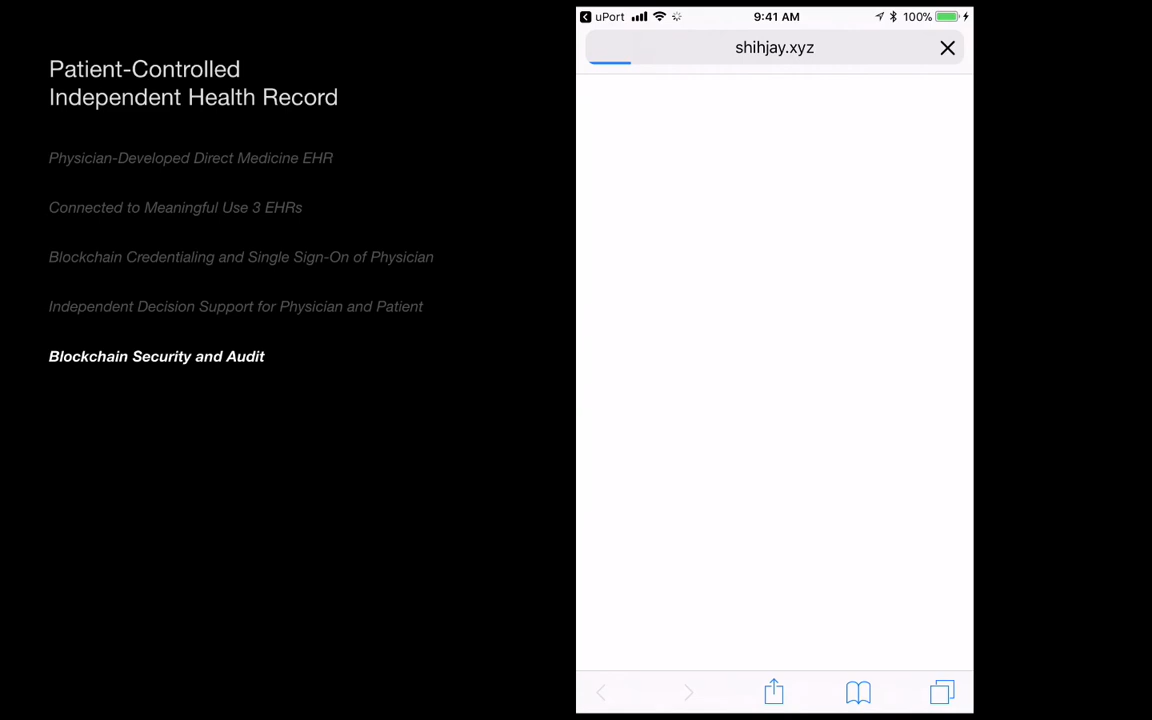 Patient-Controlled
Independent Health Record
Physician-Developed Direct Medicine EHR
Connected to Meaningful Use 3 EHRs
Blockchain Credentialing and Single Sign-On of Physician
Independent Decision Support for Physician and Patient
Blockchain Security and Audit
uPort 9:41 AM 100%
shihjay.xyz